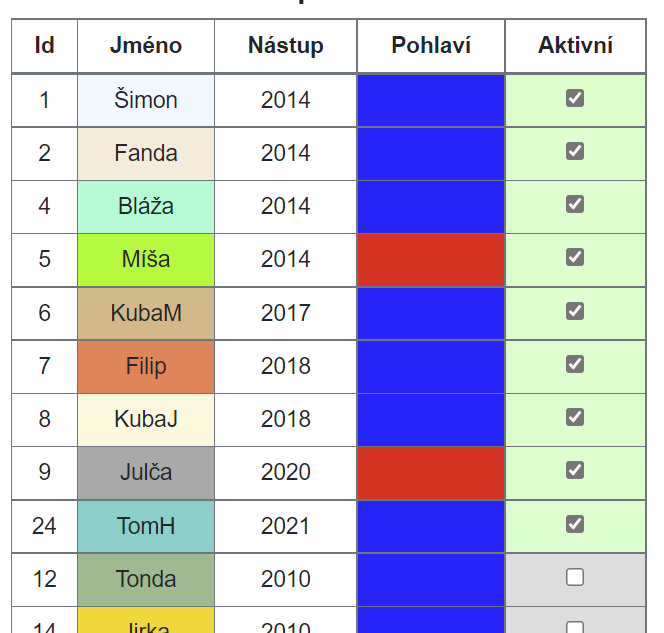 Id Jméno Nástup Pohlaví Aktivní
1 Šimon 2014
2 Fanda 2014
4 Bláža 2014
5 Míša 2014
6 KubaM 2017
7 Filip 2018
8 KubaJ 2018
9 Julča 2020
24 TomH 2021
12 Tonda 2010
14 Jirka 2010